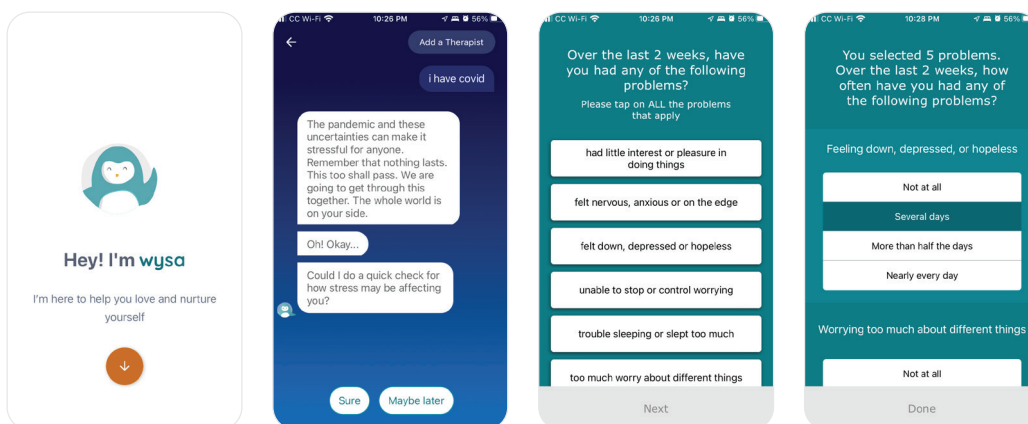 Hey! I'm wysa
I'm here to help you love and nurture
yourself
CC Wi-Fi 10:26 PM 56%
Add a Therapist
i have covid
The pandemic and these
uncertainties can make it
stressful for anyone.
Remember that nothing lasts.
This too shall pass. We are
going to get through this
together. The whole world is
on your side.
Oh! Okay...
Could I do a quick check for
how stress may be affecting
you?
Sure Maybe later
CC Wi-Fi 10:26 PM 56%
Over the last 2 weeks, have
you had any of the following
problems?
Please tap on ALL the problems
that apply
had little interest or pleasure in
doing things
felt nervous, anxious or on the edge
felt down, depressed or hopeless
unable to stop or control worrying
trouble sleeping or slept too much
too much worry about different things
Next
CC Wi-Fi 10:28 PM 56%
You selected 5 problems.
Over the last 2 weeks, how
often have you had any of
the following problems?
Feeling down, depressed, or hopeless
Not at all
Several days
More than half the days
Nearly every day
Worrying too much about different things
Not at all
Done